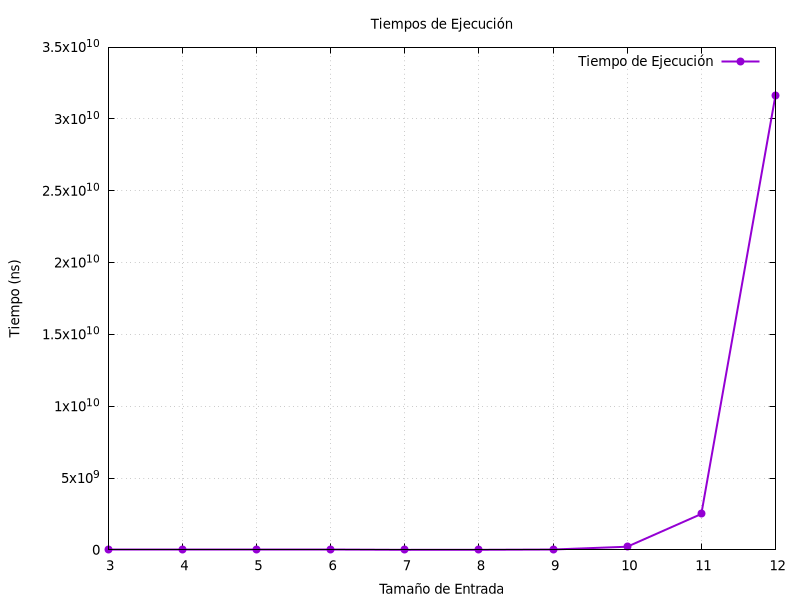 Tiempos de Ejecución
Tiempo de Ejecución
3.5x10^10
3x10^10
2.5x10^10
2x10^10
1.5x10^10
1x10^10
5x10^9
0
Tiempo (ns)
3 4 5 6 7 8 9 10 11 12
Tamaño de Entrada